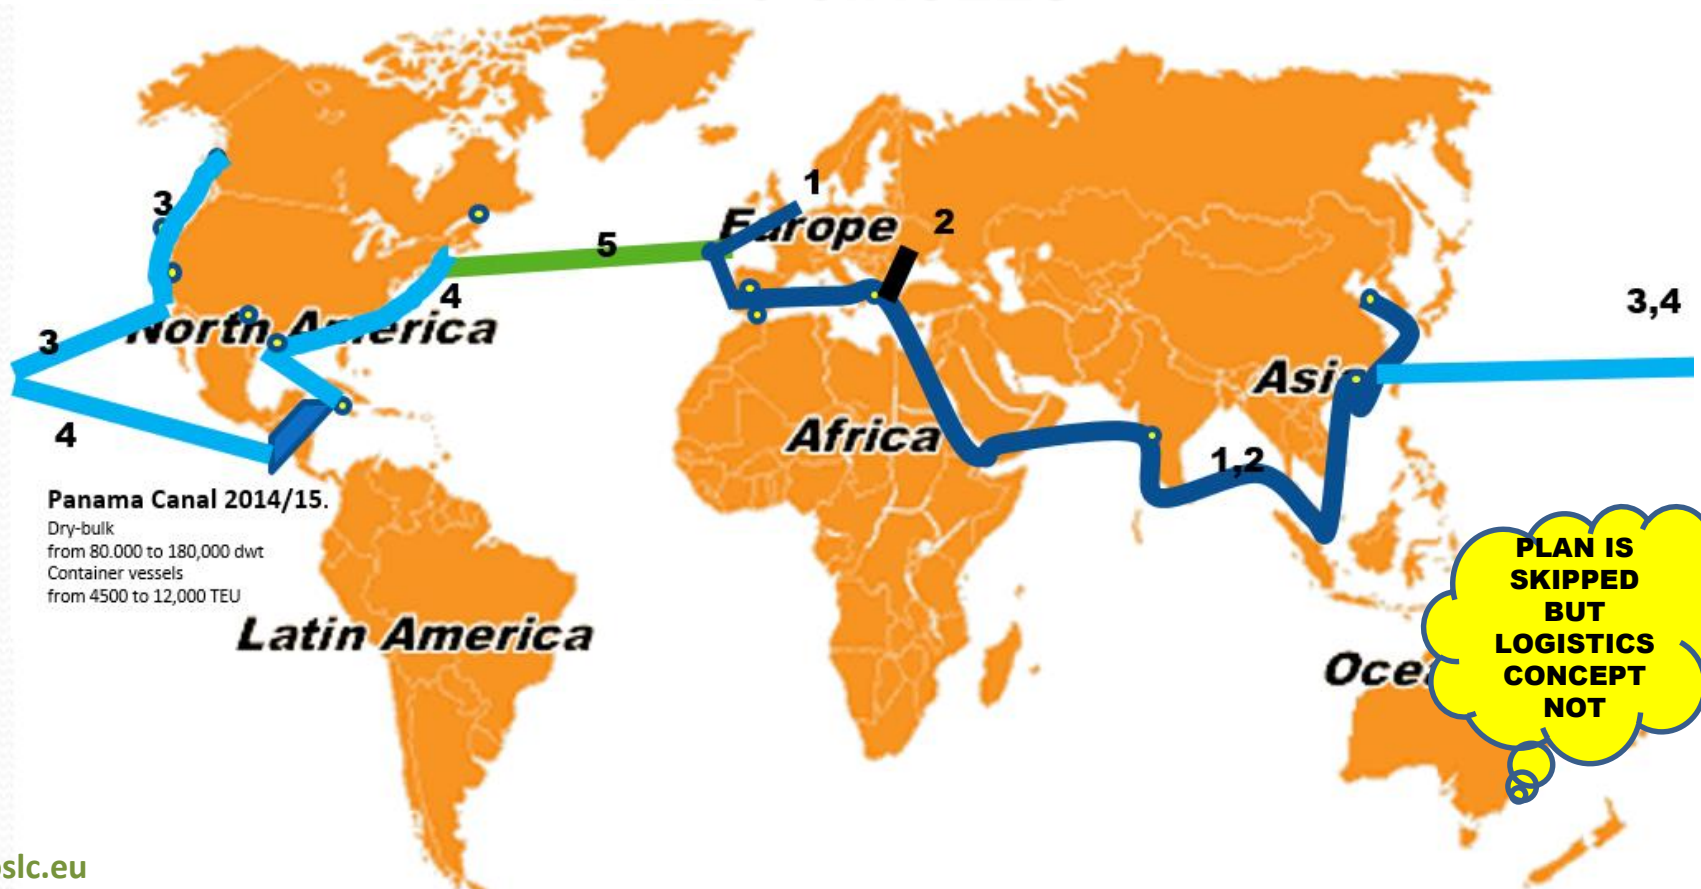 1
Europe
2
3
5
4
North America
3
3,4
Asi
4
Africa
1,2
Panama Canal 2014/15.
Dry-bulk
from 80.000 to 180,000 dwt
Container vessels
from 4500 to 12,000 TEU
PLAN IS
SKIPPED
BUT
LOGISTICS
CONCEPT
NOT
Latin America
Oce
slc.eu